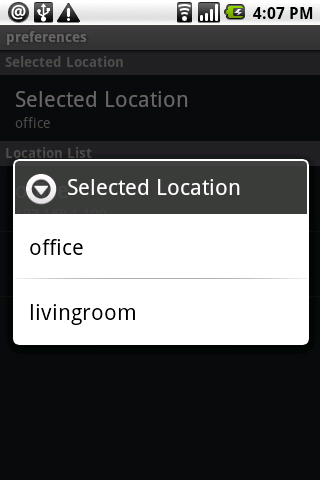 @ 4:07 PM
preferences
Selected Location
Selected Location
office
Location List
Selected Location
office
livingroom